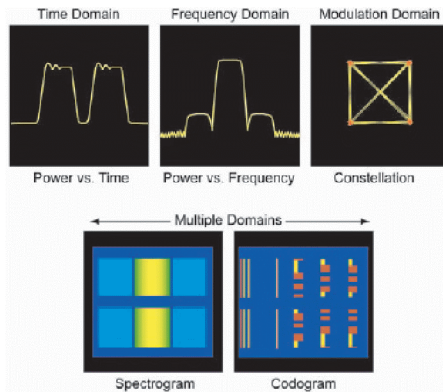 Time Domain
Frequency Domain
Modulation Domain
Power vs. Time
Power vs. Frequency
Constellation
Multiple Domains
Spectrogram
Codogram